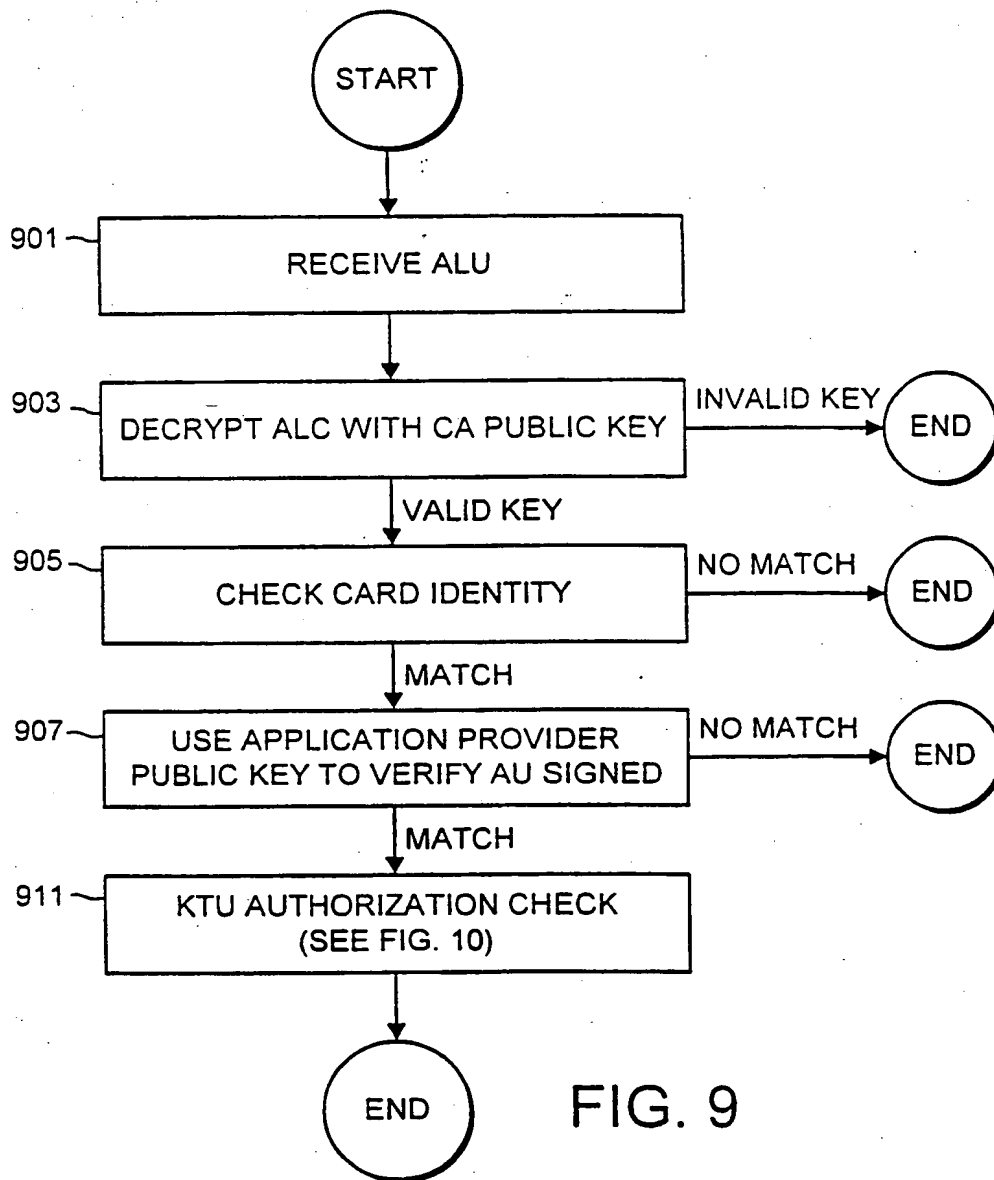 START
901
RECEIVE ALU
903
DECRYPT ALC WITH CA PUBLIC KEY
INVALID KEY
END
VALID KEY
905
CHECK CARD IDENTITY
NO MATCH
END
MATCH
907
USE APPLICATION PROVIDER
PUBLIC KEY TO VERIFY AU SIGNED
NO MATCH
END
MATCH
911
KTU AUTHORIZATION CHECK
(SEE FIG. 10)
END
FIG. 9